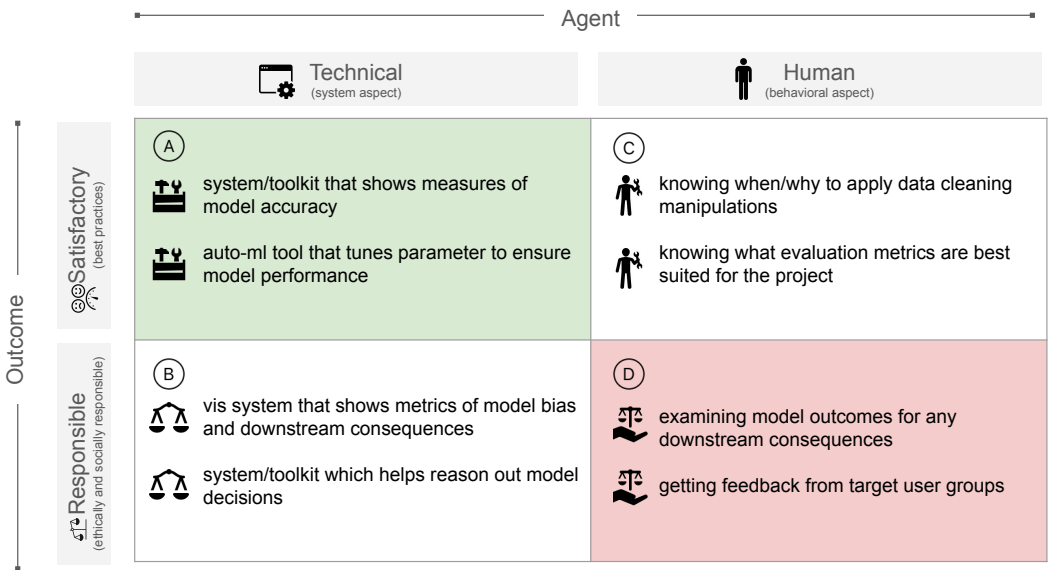 Agent
Technical
(system aspect)
Human
(behavioral aspect)
Outcome
Satisfactory
(best practices)
A
system/toolkit that shows measures of
model accuracy
auto-ml tool that tunes parameter to ensure
model performance
C
knowing when/why to apply data cleaning
manipulations
knowing what evaluation metrics are best
suited for the project
Responsible
(ethically and socially responsible)
B
vis system that shows metrics of model bias
and downstream consequences
system/toolkit which helps reason out model
decisions
D
examining model outcomes for any
downstream consequences
getting feedback from target user groups